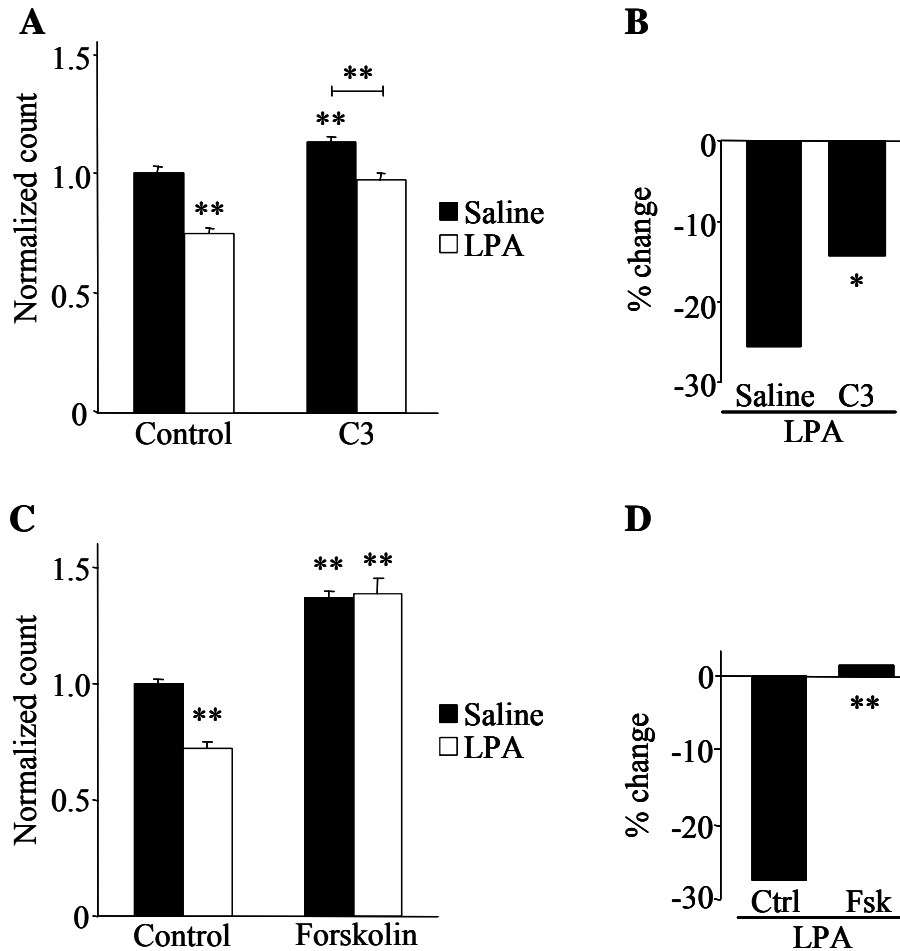 A
Normalized count
1.5
1.0
0.5
0
**
**
**
Control
C3
Saline
LPA
B
% change
0
-10
-20
-30
*
Saline C3
LPA
C
Normalized count
1.5
1.0
0.5
0
**
** **
Control
Forskolin
Saline
LPA
D
% change
0
-10
-20
-30
**
Ctrl Fsk
LPA